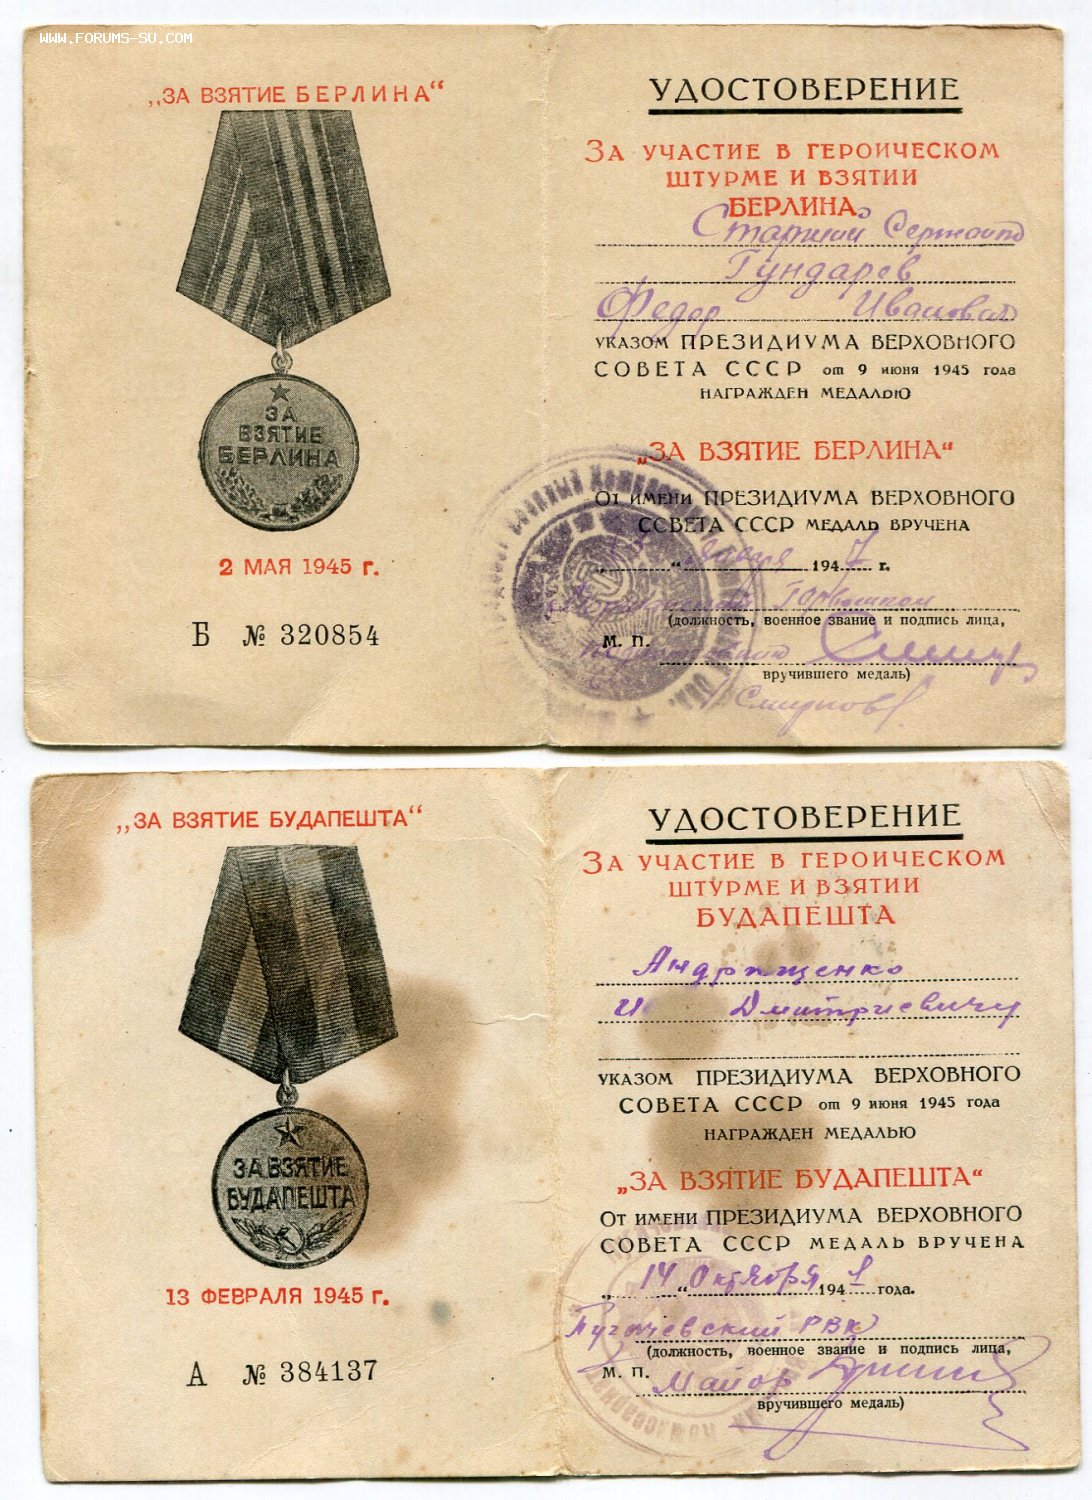 WWW.FORUMS-SU.COM
„ЗА ВЗЯТИЕ БЕРЛИНА“
ЗА
ВЗЯТИЕ
БЕРЛИНА
2 МАЯ 1945 г.
Б № 320854
УДОСТОВЕРЕНИЕ
ЗА УЧАСТИЕ В ГЕРОИЧЕСКОМ
ШТУРМЕ И ВЗЯТИИ
БЕРЛИНА
Старший Сержант
Гундарев
Федор Иванович
УКАЗОМ ПРЕЗИДИУМА ВЕРХОВНОГО
СОВЕТА СССР от 9 июня 1945 года
НАГРАЖДЕН МЕДАЛЬЮ
„ЗА ВЗЯТИЕ БЕРЛИНА“
От имени ПРЕЗИДИУМА ВЕРХОВНОГО
СОВЕТА СССР МЕДАЛЬ ВРУЧЕНА
января 1947 г.
Горвоенком
(должность, военное звание и подпись лица,
М. П.
вручившего медаль)
Смирнов
„ЗА ВЗЯТИЕ БУДАПЕШТА“
ЗА ВЗЯТИЕ
БУДАПЕШТА
13 ФЕВРАЛЯ 1945 г.
А № 384137
УДОСТОВЕРЕНИЕ
ЗА УЧАСТИЕ В ГЕРОИЧЕСКОМ
ШТУРМЕ И ВЗЯТИИ
БУДАПЕШТА
Андрющенко
Дмитриевичу
УКАЗОМ ПРЕЗИДИУМА ВЕРХОВНОГО
СОВЕТА СССР от 9 июня 1945 года
НАГРАЖДЕН МЕДАЛЬЮ
„ЗА ВЗЯТИЕ БУДАПЕШТА“
От имени ПРЕЗИДИУМА ВЕРХОВНОГО
СОВЕТА СССР МЕДАЛЬ ВРУЧЕНА
„14“ Октября 194 года.
Пугачевский РВК
(должность, военное звание и подпись лица,
М. П. Майор
вручившего медаль)